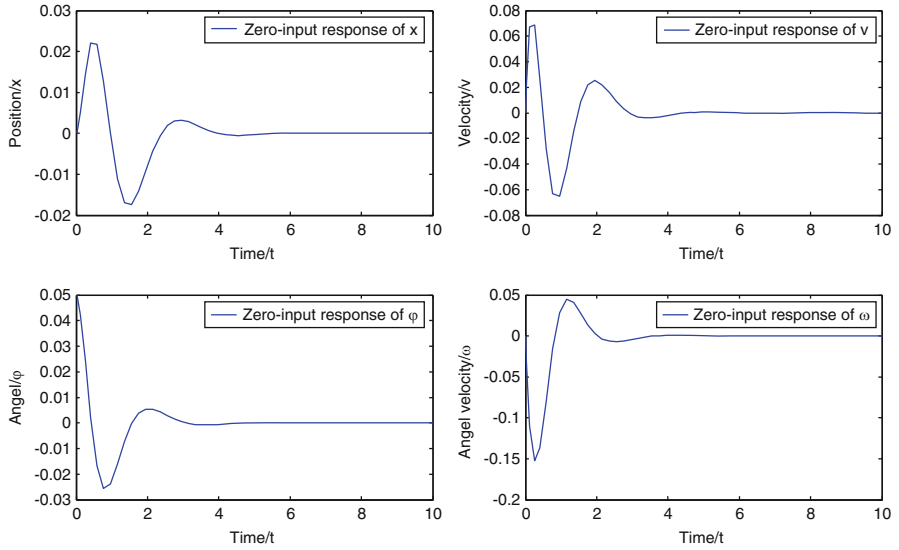 0.03
0.02
0.01
0
-0.01
-0.02
Position/x
0 2 4 6 8 10
Time/t
Zero-input response of x
0.08
0.06
0.04
0.02
0
-0.02
-0.04
-0.06
-0.08
Velocity/v
0 2 4 6 8 10
Time/t
Zero-input response of v
0.05
0.04
0.03
0.02
0.01
0
-0.01
-0.02
-0.03
Angel/φ
0 2 4 6 8 10
Time/t
Zero-input response of φ
0.05
0
-0.05
-0.1
-0.15
-0.2
Angel velocity/ω
0 2 4 6 8 10
Time/t
Zero-input response of ω